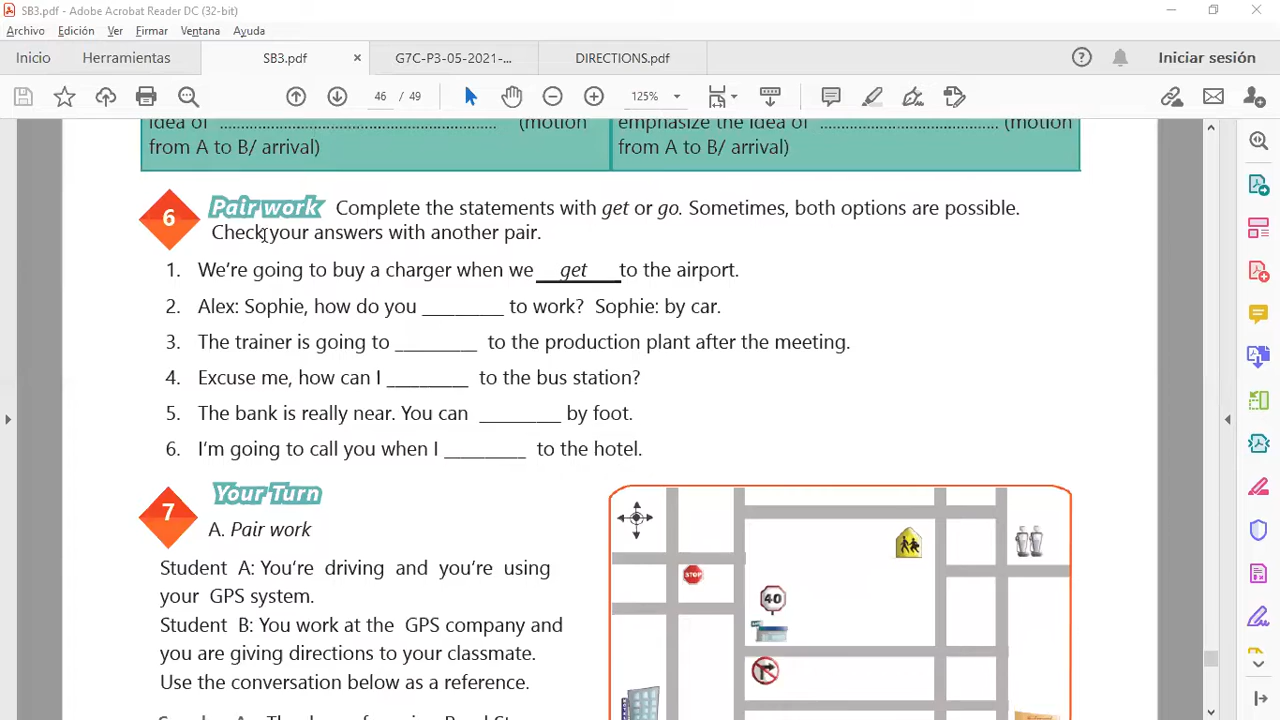 SB3.pdf - Adobe Acrobat Reader DC (32-bit)
Archivo Edición Ver Firmar Ventana Ayuda
Inicio Herramientas SB3.pdf × G7C-P3-05-2021-... DIRECTIONS.pdf Iniciar sesión
46 / 49 125%
idea of ........................................................ (motion
from A to B/ arrival)
emphasize the idea of .................................... (motion
from A to B/ arrival)
6 Pair work Complete the statements with get or go. Sometimes, both options are possible.
Check your answers with another pair.
1. We're going to buy a charger when we __get__ to the airport.
2. Alex: Sophie, how do you ________ to work? Sophie: by car.
3. The trainer is going to ________ to the production plant after the meeting.
4. Excuse me, how can I ________ to the bus station?
5. The bank is really near. You can ________ by foot.
6. I'm going to call you when I ________ to the hotel.
7 Your Turn
A. Pair work
Student A: You're driving and you're using
your GPS system.
Student B: You work at the GPS company and
you are giving directions to your classmate.
Use the conversation below as a reference.
STOP
40